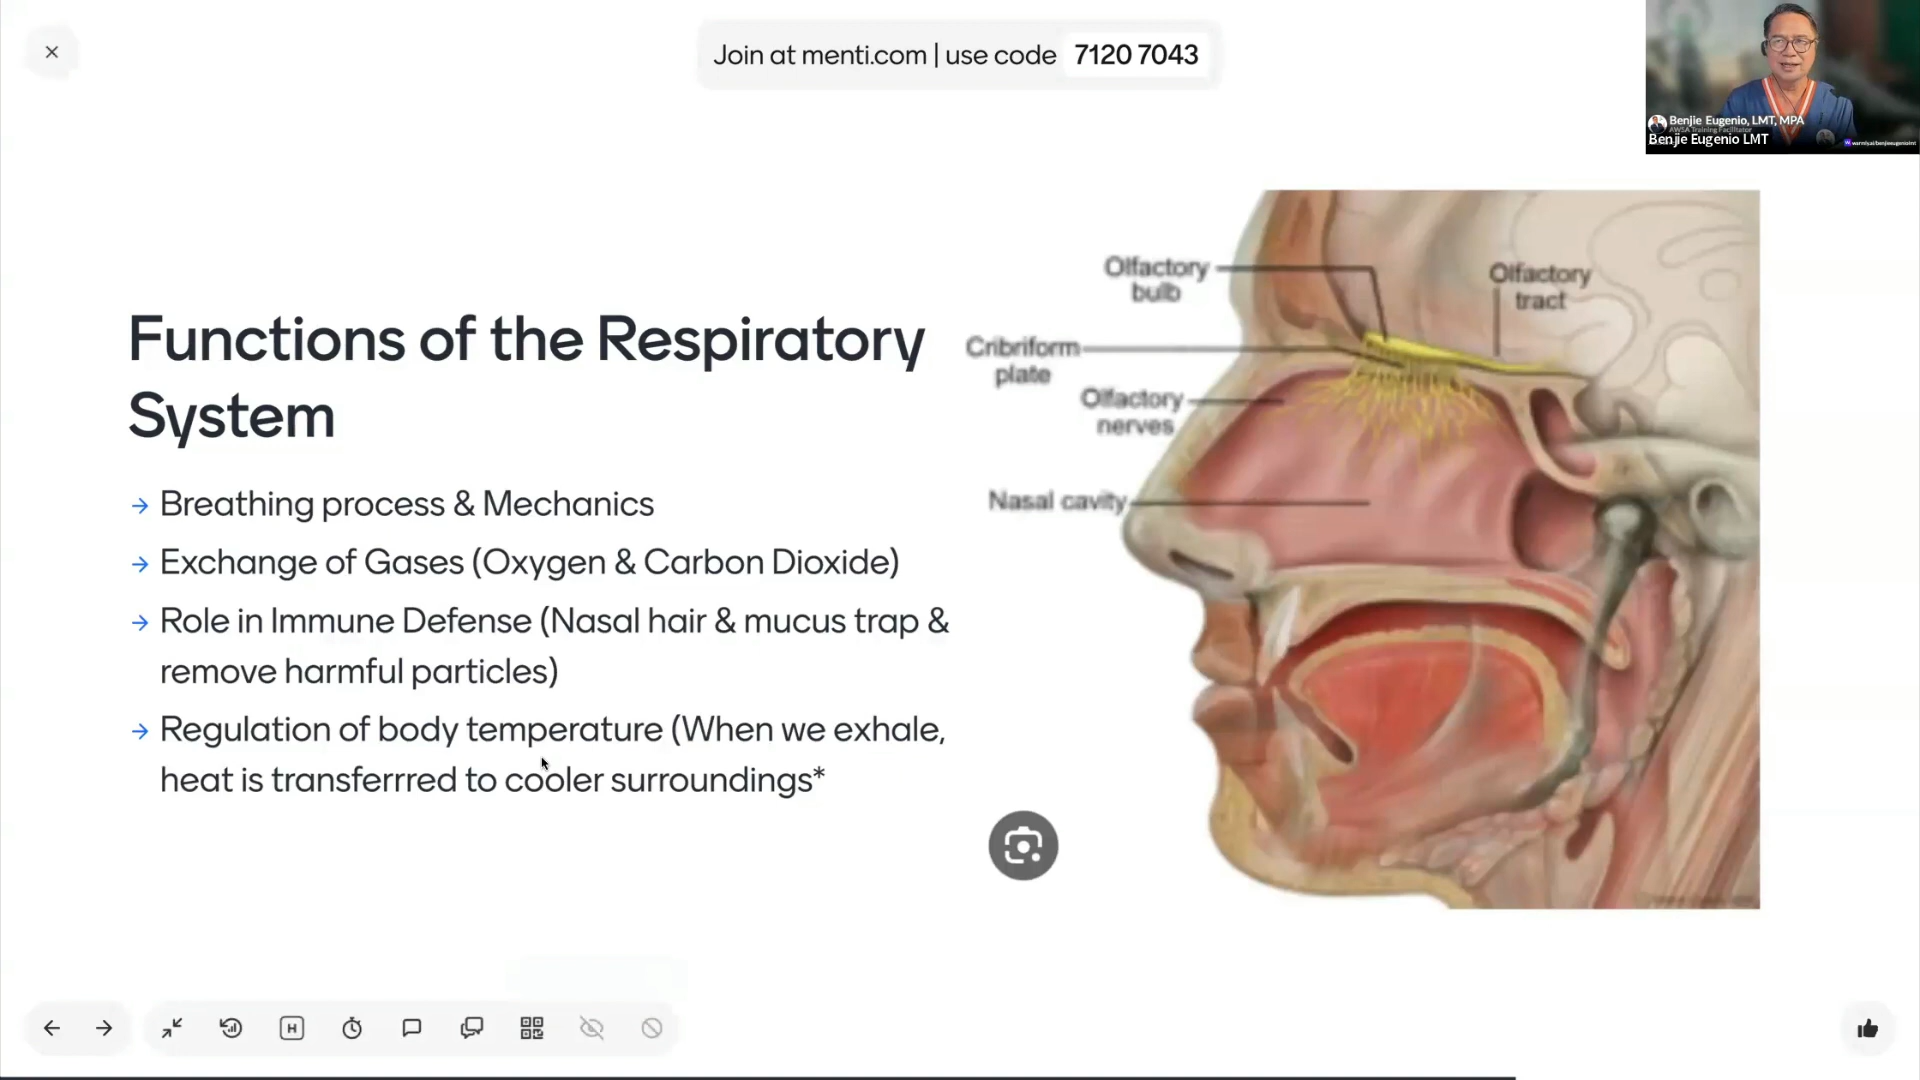 Join at menti.com | use code 7120 7043
Benjie Eugenio, LMT, MPA
AWSA Training Facilitator
Benjie Eugenio LMT
Functions of the Respiratory
System
→ Breathing process & Mechanics
→ Exchange of Gases (Oxygen & Carbon Dioxide)
→ Role in Immune Defense (Nasal hair & mucus trap &
remove harmful particles)
→ Regulation of body temperature (When we exhale,
heat is transferrred to cooler surroundings*
Olfactory
bulb
Olfactory
tract
Cribriform
plate
Olfactory
nerves
Nasal cavity
H